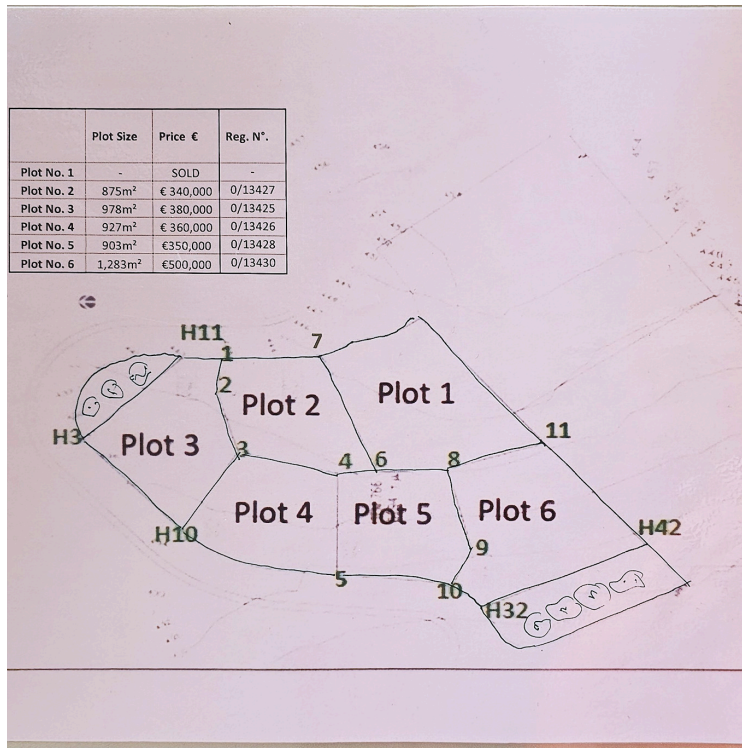 Plot Size Price € Reg. N°.
Plot No. 1 - SOLD -
Plot No. 2 875m² € 340,000 0/13427
Plot No. 3 978m² € 380,000 0/13425
Plot No. 4 927m² € 360,000 0/13426
Plot No. 5 903m² €350,000 0/13428
Plot No. 6 1,283m² €500,000 0/13430
H11
1
7
2
Plot 1
Plot 2
H3
Plot 3
3
11
4
6
8
Plot 4
Plot 5
Plot 6
H10
H42
9
5
10
H32